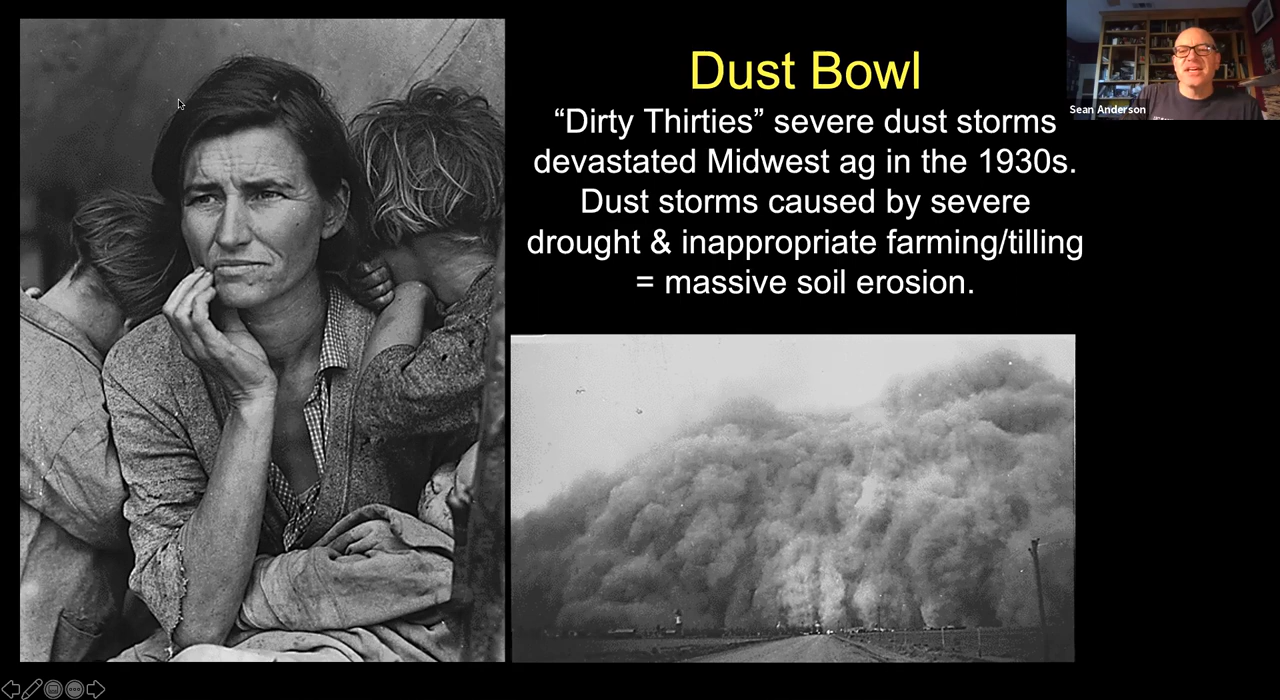 Dust Bowl
“Dirty Thirties” severe dust storms
devastated Midwest ag in the 1930s.
Dust storms caused by severe
drought & inappropriate farming/tilling
= massive soil erosion.
Sean Anderson